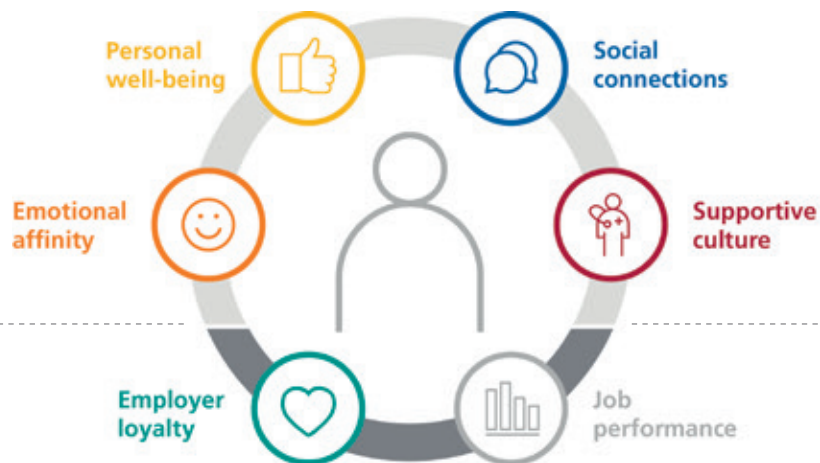 Personal
well-being
Social
connections
Emotional
affinity
Supportive
culture
Employer
loyalty
Job
performance